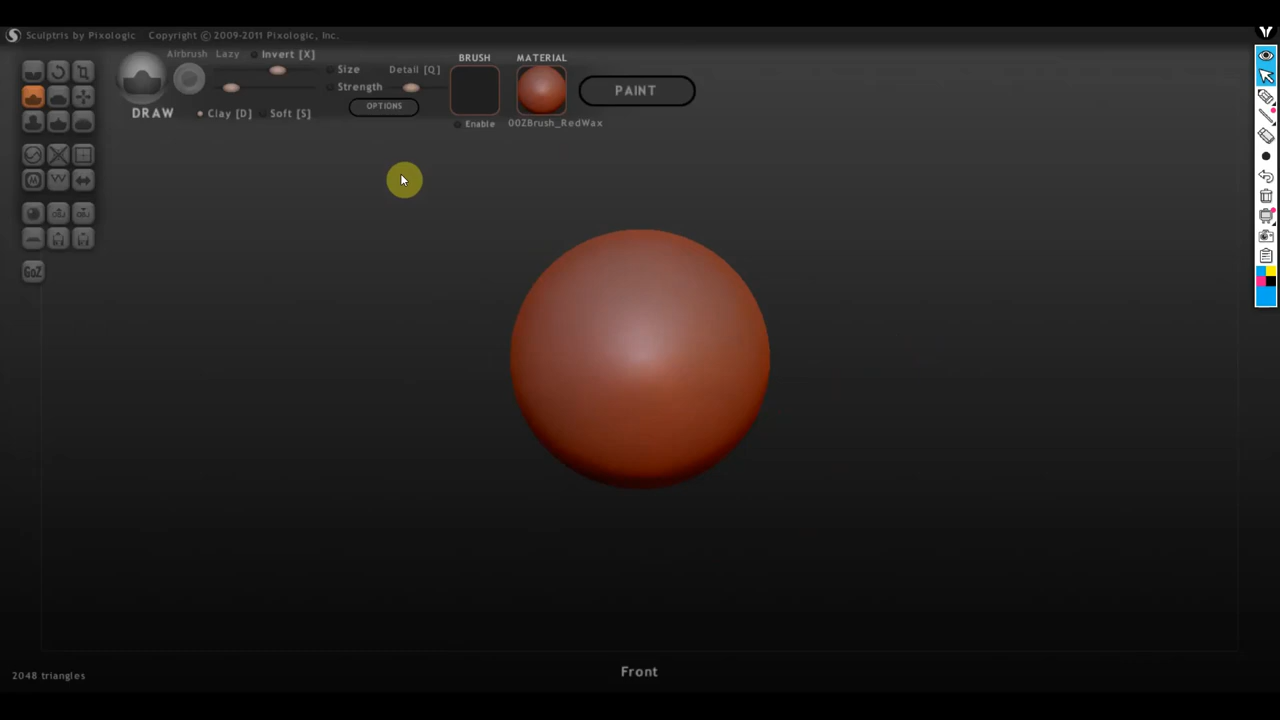 Sculptris by Pixologic Copyright © 2009-2011 Pixologic, Inc.
Airbrush Lazy Invert [X]
Size Detail [Q]
Strength
OPTIONS
DRAW
Clay [D] Soft [S]
BRUSH
Enable
MATERIAL
00ZBrush_RedWax
PAINT
GoZ
2048 triangles
Front